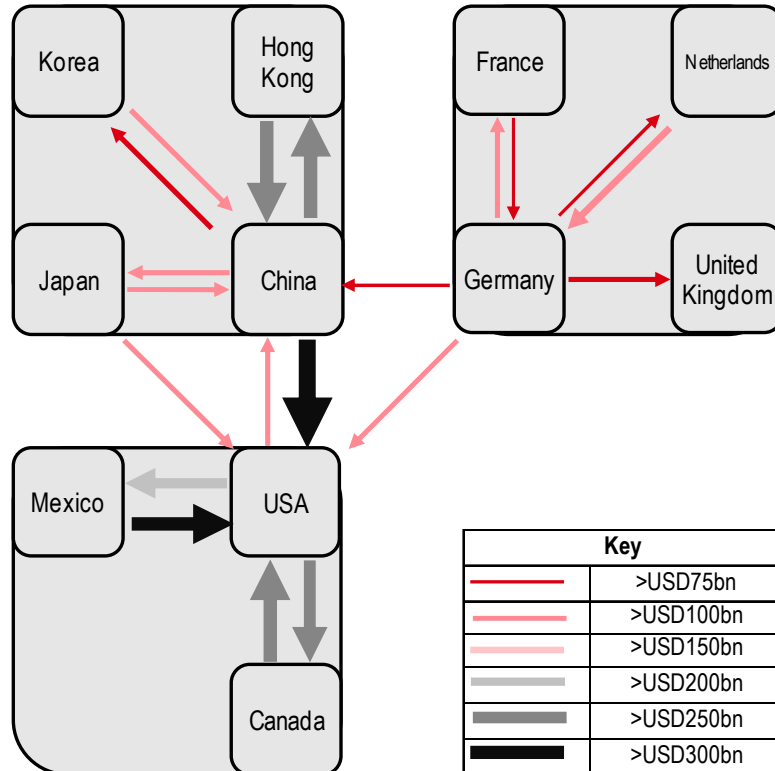 Korea
Hong
Kong
France
Netherlands
Japan
China
Germany
United
Kingdom
Mexico
USA
Canada
Key
>USD75bn
>USD100bn
>USD150bn
>USD200bn
>USD250bn
>USD300bn